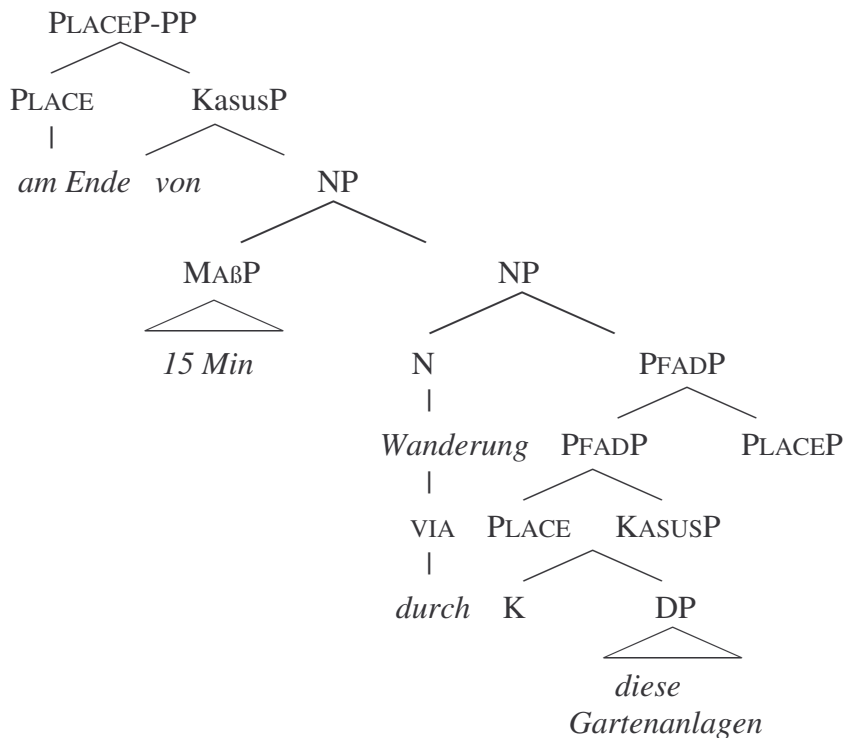 PLACEP-PP
PLACE KasusP
am Ende von NP
MAßP NP
15 Min N PFADP
Wanderung PFADP PLACEP
VIA PLACE KASUSP
durch K DP
diese
Gartenanlagen